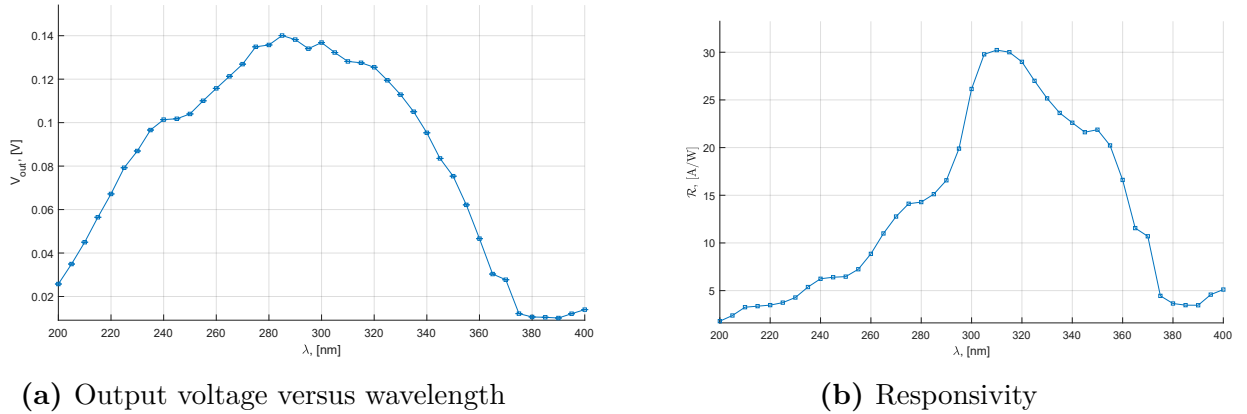 0.14
0.12
0.1
0.08
0.06
0.04
0.02
V_out, [V]
200 220 240 260 280 300 320 340 360 380 400
λ, [nm]
(a) Output voltage versus wavelength
30
25
20
15
10
5
ℛ, [A/W]
200 220 240 260 280 300 320 340 360 380 400
λ, [nm]
(b) Responsivity